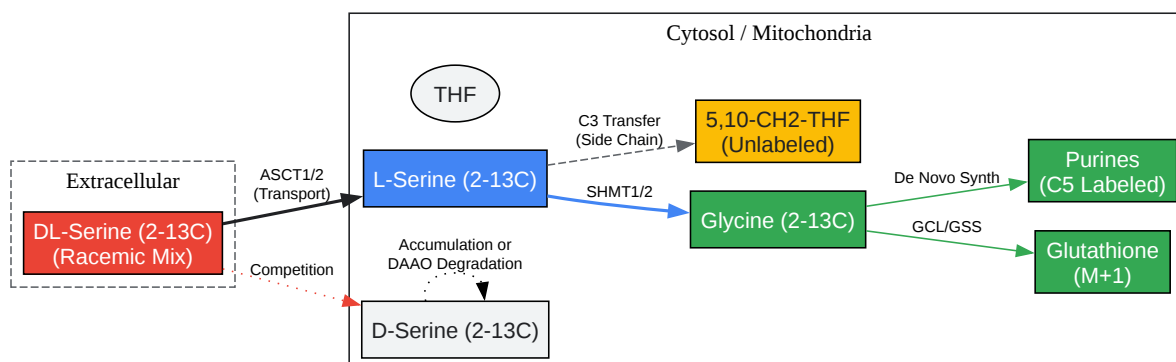 Cytosol / Mitochondria
THF
C3 Transfer
(Side Chain)
5,10-CH2-THF
(Unlabeled)
Extracellular
ASCT1/2
(Transport)
L-Serine (2-13C)
SHMT1/2
Glycine (2-13C)
De Novo Synth
Purines
(C5 Labeled)
DL-Serine (2-13C)
(Racemic Mix)
GCL/GSS
Glutathione
(M+1)
Competition
Accumulation or
DAAO Degradation
D-Serine (2-13C)